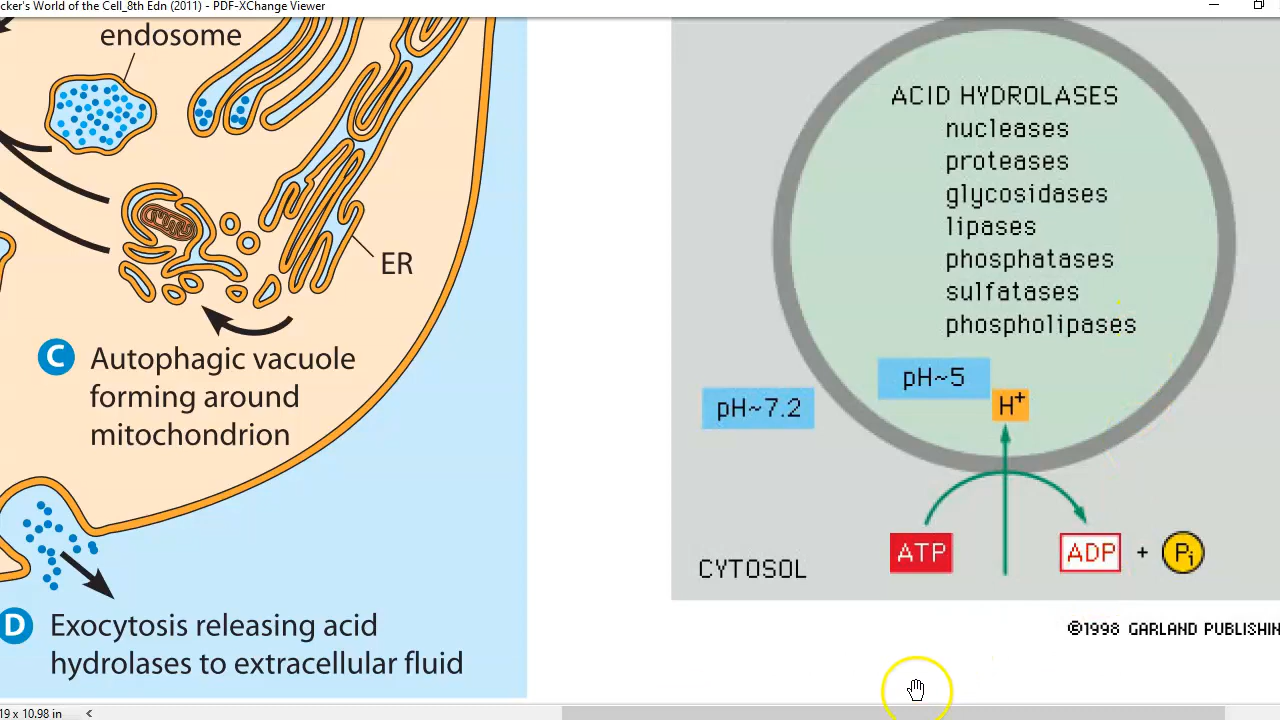 cker's World of the Cell_8th Edn (2011) - PDF-XChange Viewer
endosome
ER
C Autophagic vacuole
forming around
mitochondrion
D Exocytosis releasing acid
hydrolases to extracellular fluid
ACID HYDROLASES
nucleases
proteases
glycosidases
lipases
phosphatases
sulfatases
phospholipases
pH~5
pH~7.2
H+
ATP
ADP + Pi
CYTOSOL
©1998 GARLAND PUBLISHIN
19 x 10.98 in